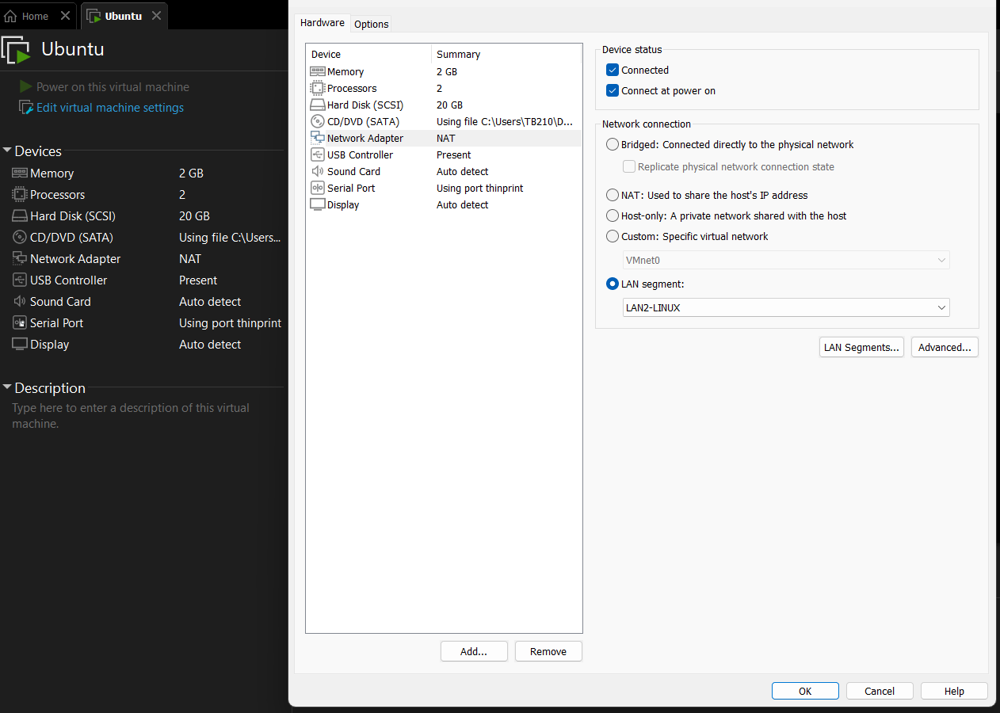 Home
Ubuntu
Ubuntu
Power on this virtual machine
Edit virtual machine settings
Devices
Memory 2 GB
Processors 2
Hard Disk (SCSI) 20 GB
CD/DVD (SATA) Using file C:\Users...
Network Adapter NAT
USB Controller Present
Sound Card Auto detect
Serial Port Using port thinprint
Display Auto detect
Description
Type here to enter a description of this virtual
machine.
Hardware Options
Device Summary
Memory 2 GB
Processors 2
Hard Disk (SCSI) 20 GB
CD/DVD (SATA) Using file C:\Users\TB210\D...
Network Adapter NAT
USB Controller Present
Sound Card Auto detect
Serial Port Using port thinprint
Display Auto detect
Add... Remove
Device status
Connected
Connect at power on
Network connection
Bridged: Connected directly to the physical network
Replicate physical network connection state
NAT: Used to share the host's IP address
Host-only: A private network shared with the host
Custom: Specific virtual network
VMnet0
LAN segment:
LAN2-LINUX
LAN Segments... Advanced...
OK Cancel Help